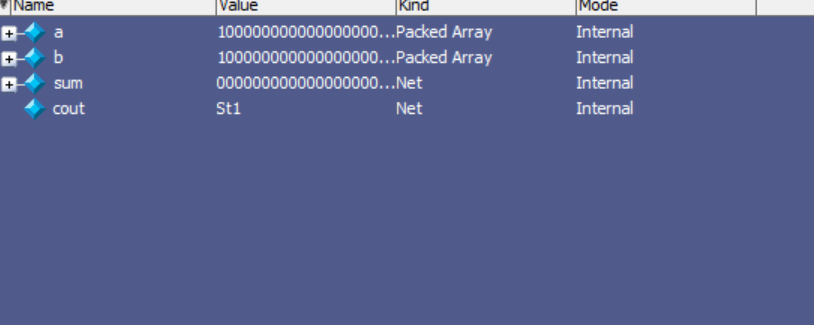 Name Value Kind Mode
a 100000000000000000...Packed Array Internal
b 100000000000000000...Packed Array Internal
sum 000000000000000000...Net Internal
cout St1 Net Internal